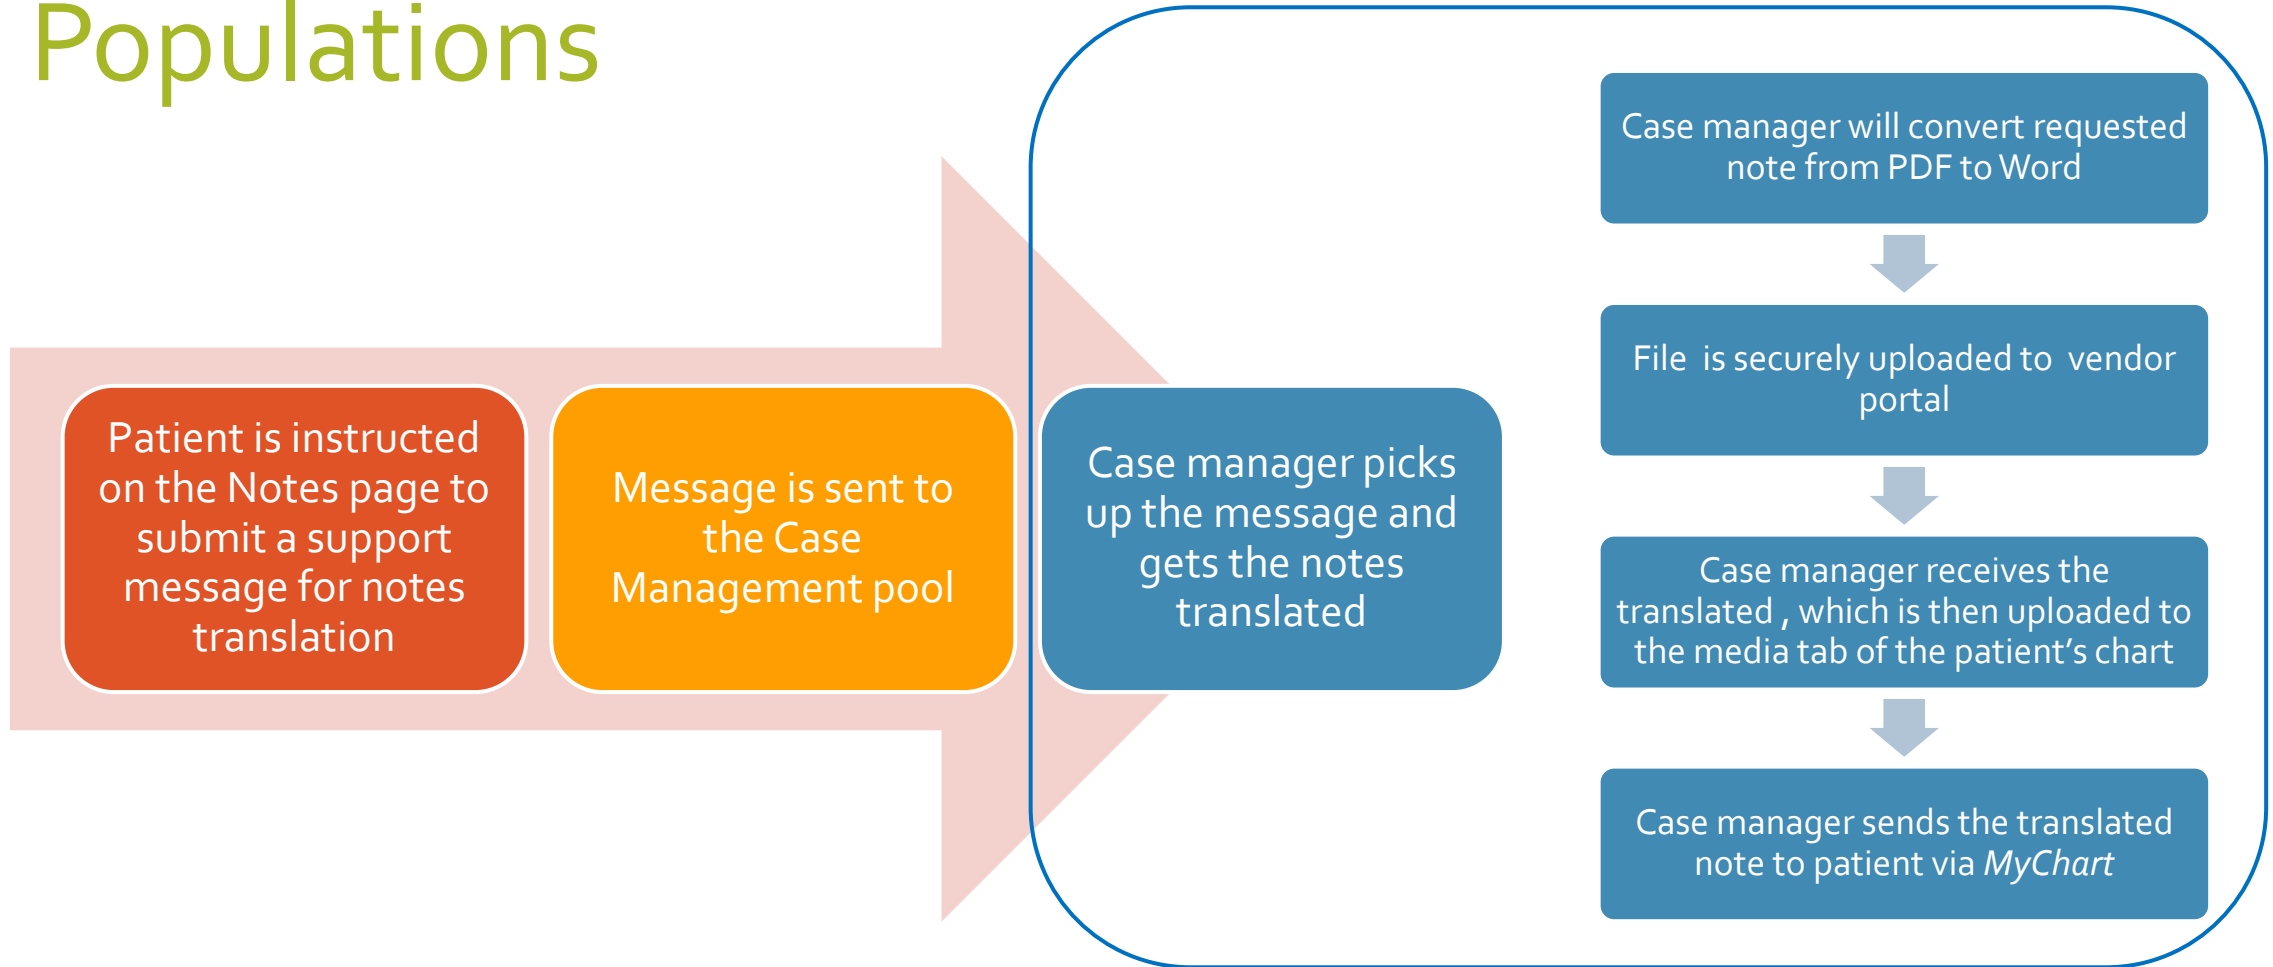 Populations
Patient is instructed
on the Notes page to
submit a support
message for notes
translation
Message is sent to
the Case
Management pool
Case manager picks
up the message and
gets the notes
translated
Case manager will convert requested
note from PDF to Word
File  is securely uploaded to  vendor
portal
Case manager receives the
translated , which is then uploaded to
the media tab of the patient’s chart
Case manager sends the translated
note to patient via MyChart